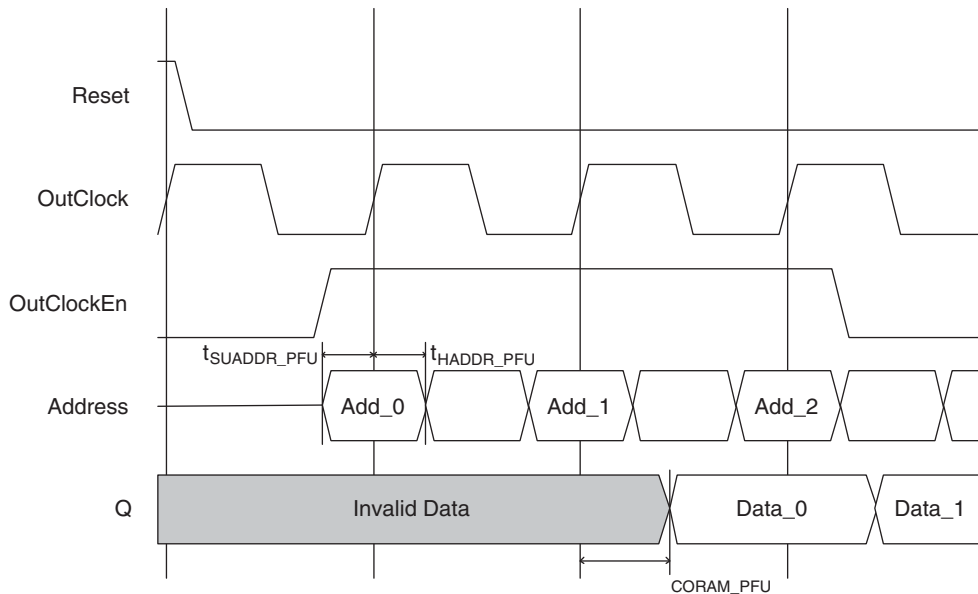 Reset
OutClock
OutClockEn
tSUADDR_PFU tHADDR_PFU
Address Add_0 Add_1 Add_2
Q Invalid Data Data_0 Data_1
CORAM_PFU